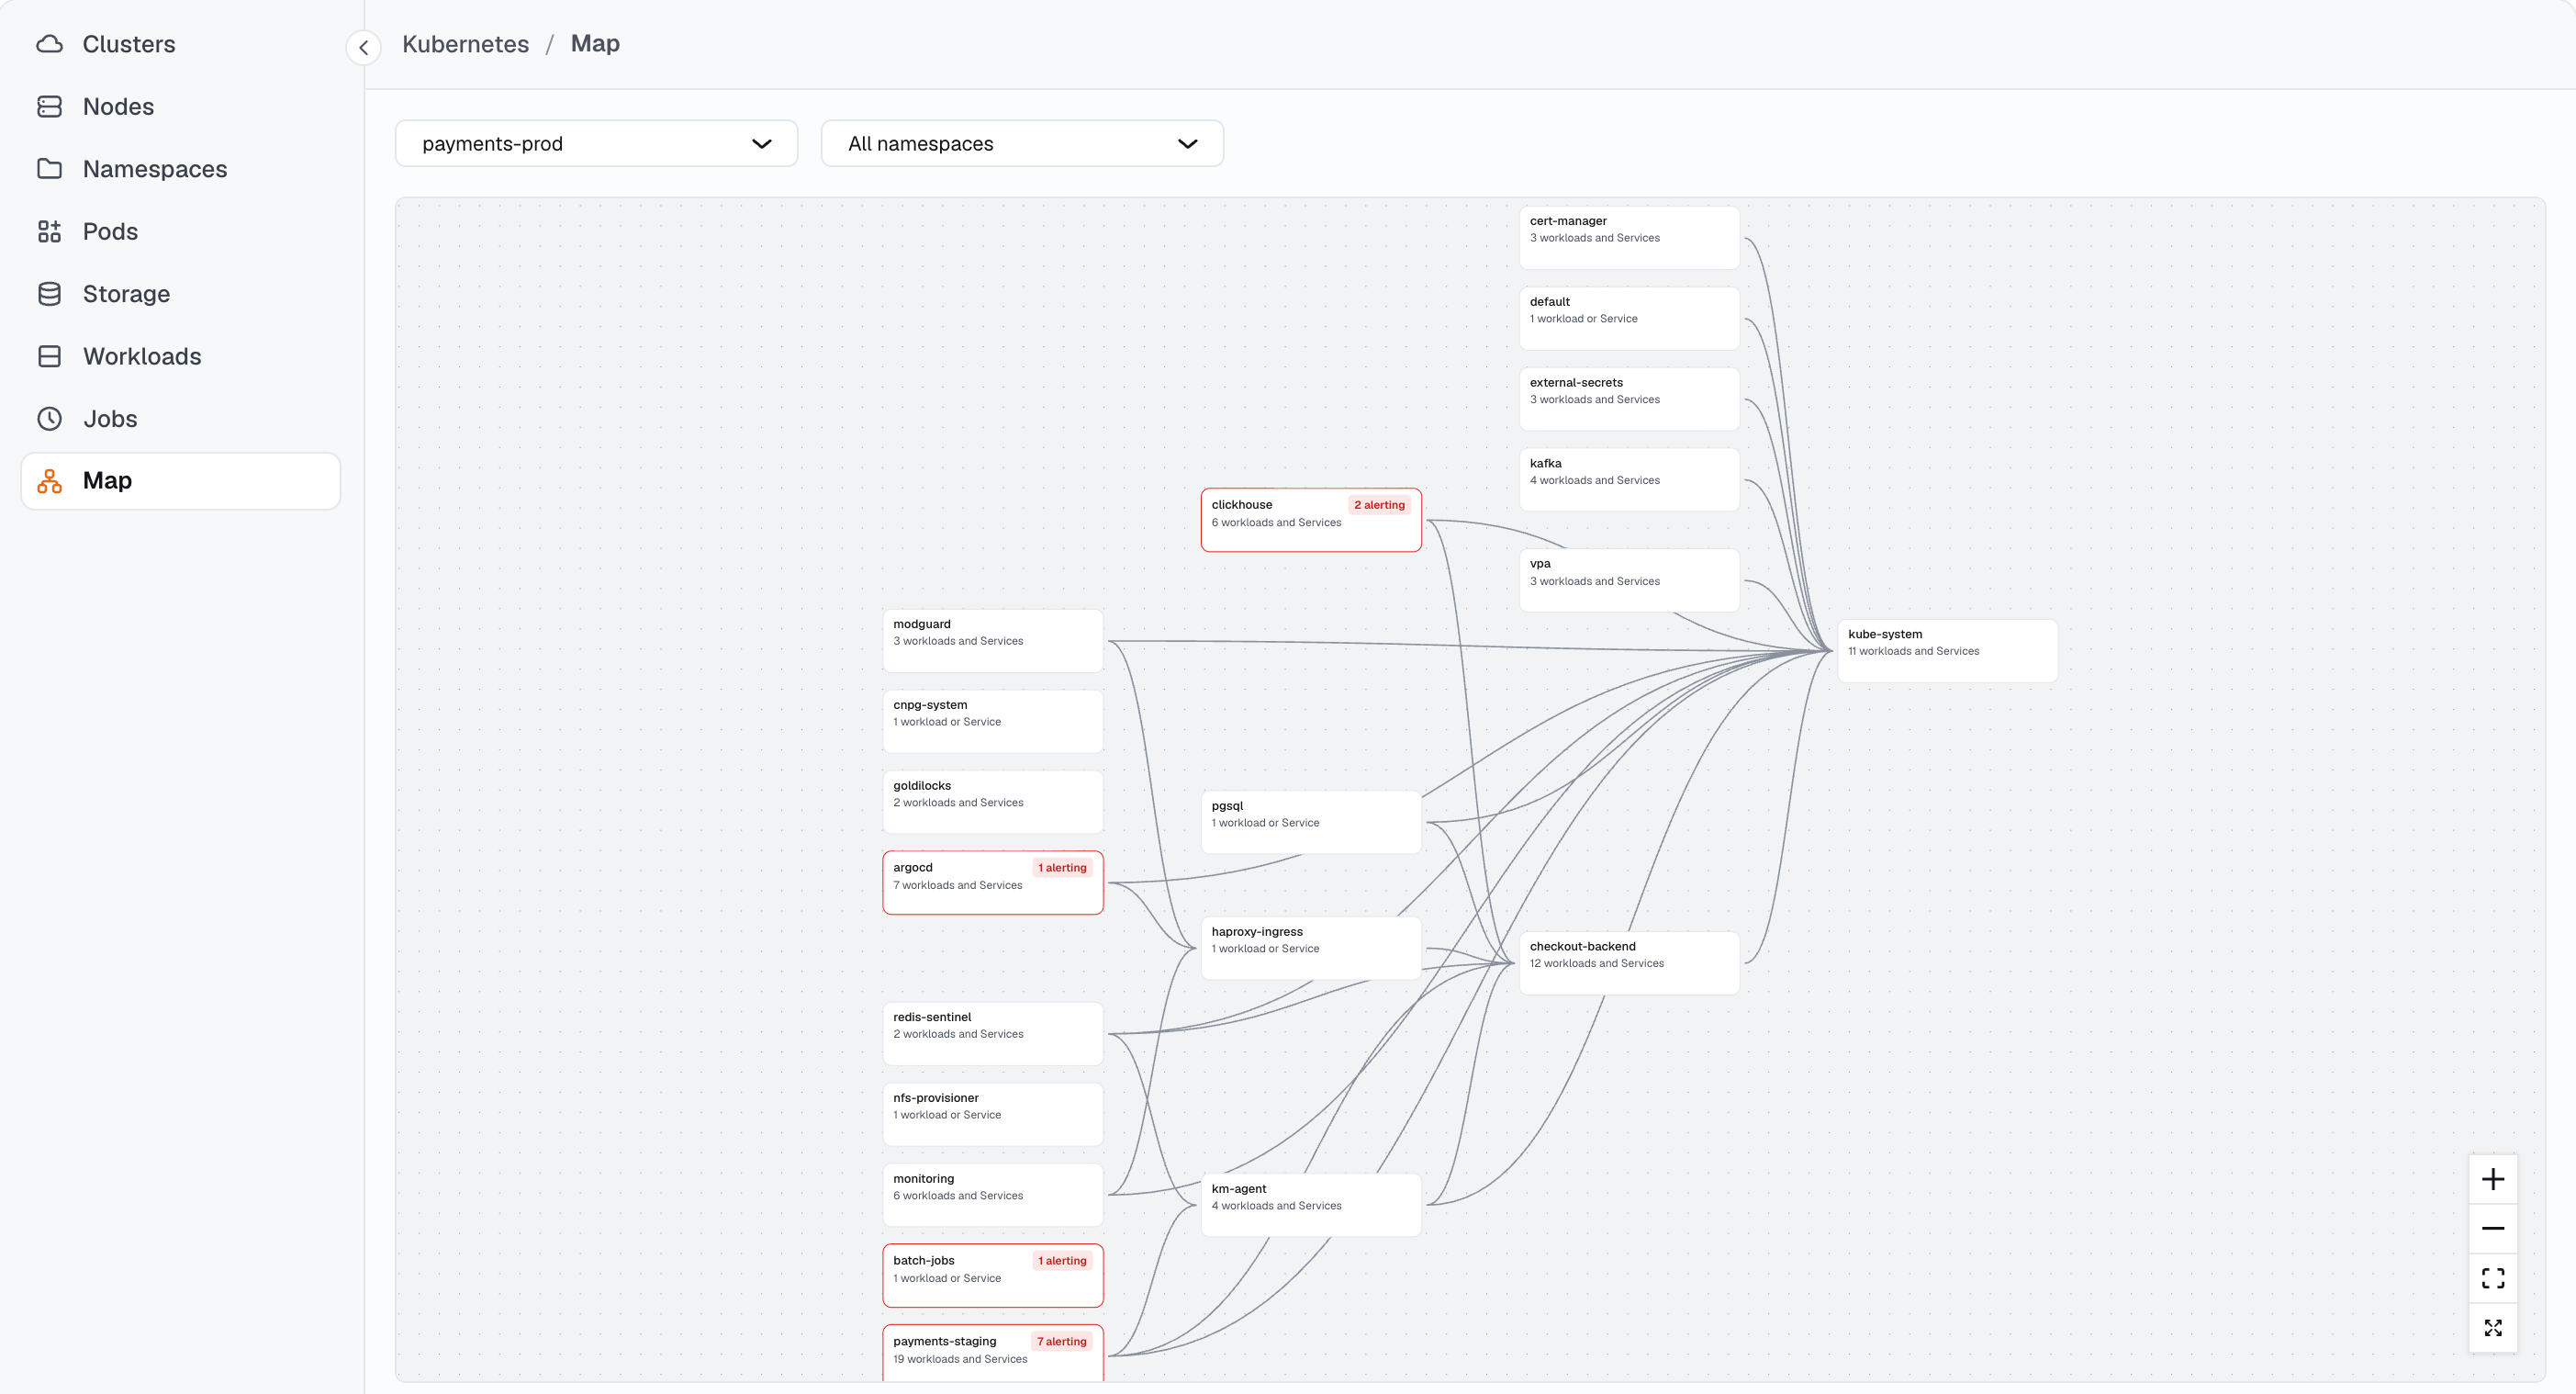 Clusters
Nodes
Namespaces
Pods
Storage
Workloads
Jobs
Map
Kubernetes / Map
payments-prod
All namespaces
cert-manager
3 workloads and Services
default
1 workload or Service
external-secrets
3 workloads and Services
kafka
4 workloads and Services
clickhouse 2 alerting
6 workloads and Services
vpa
3 workloads and Services
modguard
3 workloads and Services
kube-system
11 workloads and Services
cnpg-system
1 workload or Service
goldilocks
2 workloads and Services
pgsql
1 workload or Service
argocd 1 alerting
7 workloads and Services
haproxy-ingress
1 workload or Service
checkout-backend
12 workloads and Services
redis-sentinel
2 workloads and Services
nfs-provisioner
1 workload or Service
monitoring
6 workloads and Services
km-agent
4 workloads and Services
batch-jobs 1 alerting
1 workload or Service
payments-staging 7 alerting
19 workloads and Services